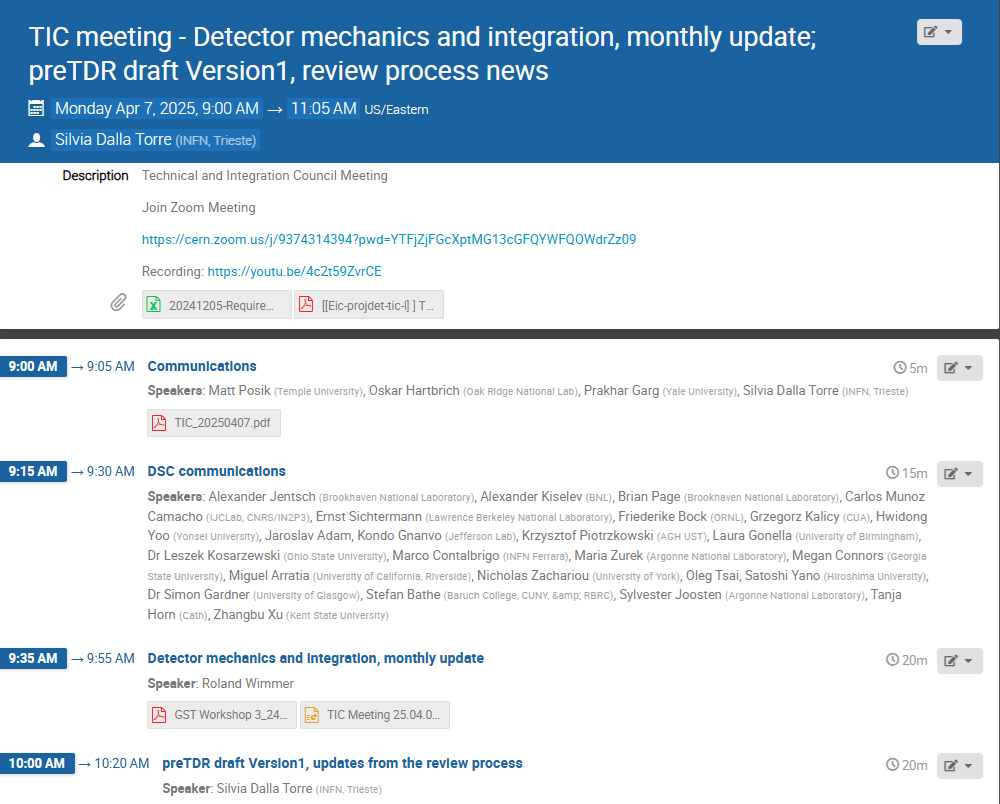 TIC meeting - Detector mechanics and integration, monthly update;
preTDR draft Version1, review process news
Monday Apr 7, 2025, 9:00 AM → 11:05 AM US/Eastern
Silvia Dalla Torre (INFN, Trieste)
Description Technical and Integration Council Meeting
Join Zoom Meeting
https://cern.zoom.us/j/9374314394?pwd=YTFjZjFGcXptMG13cGFQYWFQOWdrZz09
Recording: https://youtu.be/4c2t59ZvrCE
20241205-Require... [[Eic-projdet-tic-l] ] T...
9:00 AM → 9:05 AM Communications 5m
Speakers: Matt Posik (Temple University), Oskar Hartbrich (Oak Ridge National Lab), Prakhar Garg (Yale University), Silvia Dalla Torre (INFN, Trieste)
TIC_20250407.pdf
9:15 AM → 9:30 AM DSC communications 15m
Speakers: Alexander Jentsch (Brookhaven National Laboratory), Alexander Kiselev (BNL), Brian Page (Brookhaven National Laboratory), Carlos Munoz
Camacho (IJCLab, CNRS/IN2P3), Ernst Sichtermann (Lawrence Berkeley National Laboratory), Friederike Bock (ORNL), Grzegorz Kalicy (CUA), Hwidong
Yoo (Yonsei University), Jaroslav Adam, Kondo Gnanvo (Jefferson Lab), Krzysztof Piotrzkowski (AGH UST), Laura Gonella (University of Birmingham),
Dr Leszek Kosarzewski (Ohio State University), Marco Contalbrigo (INFN Ferrara), Maria Zurek (Argonne National Laboratory), Megan Connors (Georgia
State University), Miguel Arratia (University of California, Riverside), Nicholas Zachariou (University of York), Oleg Tsai, Satoshi Yano (Hiroshima University),
Dr Simon Gardner (University of Glasgow), Stefan Bathe (Baruch College, CUNY, &amp; RBRC), Sylvester Joosten (Argonne National Laboratory), Tanja
Horn (Cath), Zhangbu Xu (Kent State University)
9:35 AM → 9:55 AM Detector mechanics and integration, monthly update 20m
Speaker: Roland Wimmer
GST Workshop 3_24... TIC Meeting 25.04.0...
10:00 AM → 10:20 AM preTDR draft Version1, updates from the review process 20m
Speaker: Silvia Dalla Torre (INFN, Trieste)